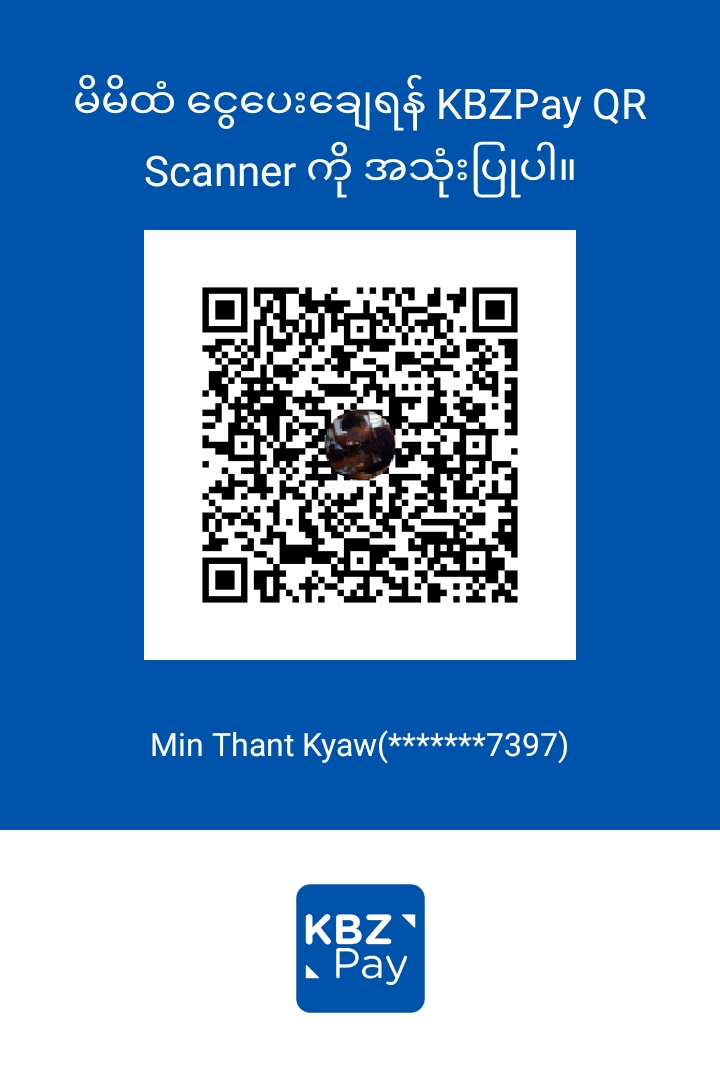 မိမိထံ ငွေပေးချေရန် KBZPay QR
Scanner ကို အသုံးပြုပါ။
Min Thant Kyaw(*******7397)
KBZ
Pay